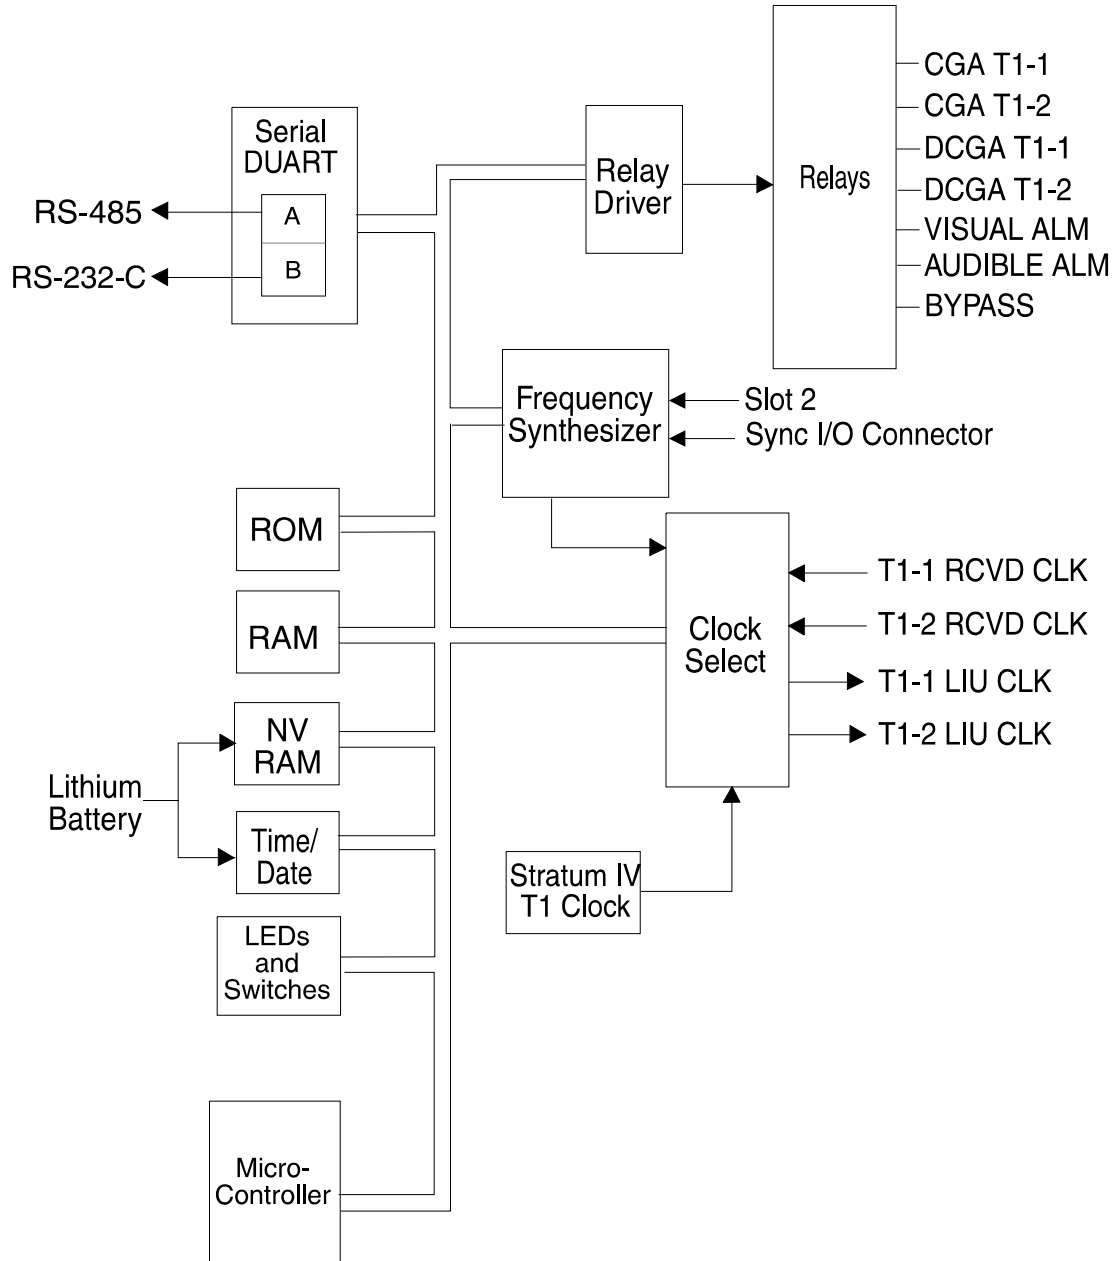 CGA T1-1
CGA T1-2
DCGA T1-1
DCGA T1-2
VISUAL ALM
AUDIBLE ALM
BYPASS
Relays
Relay
Driver
Serial
DUART
A
B
RS-485
RS-232-C
Frequency
Synthesizer
Slot 2
Sync I/O Connector
ROM
RAM
NV
RAM
Lithium
Battery
Time/
Date
LEDs
and
Switches
Clock
Select
T1-1 RCVD CLK
T1-2 RCVD CLK
T1-1 LIU CLK
T1-2 LIU CLK
Stratum IV
T1 Clock
Micro-
Controller